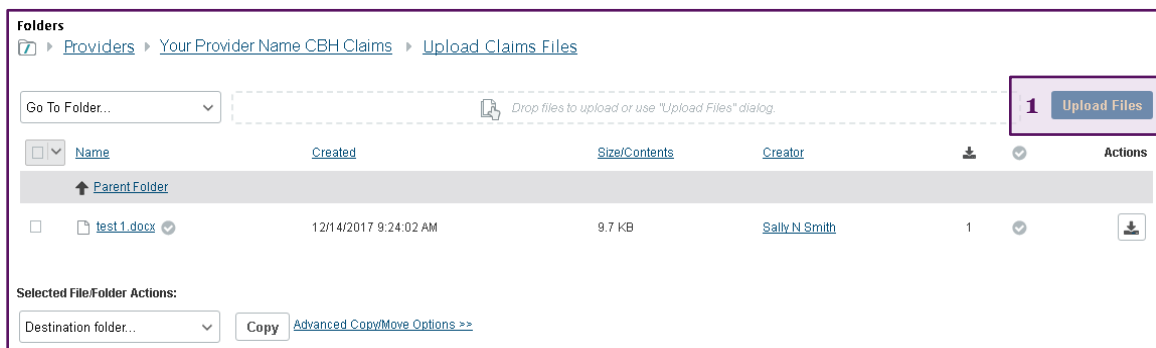 Folders
Providers Your Provider Name CBH Claims Upload Claims Files
Go To Folder... Drop files to upload or use "Upload Files" dialog. 1 Upload Files
Name Created Size/Contents Creator Actions
Parent Folder
test 1.docx 12/14/2017 9:24:02 AM 9.7 KB Sally N Smith 1
Selected File/Folder Actions:
Destination folder... Copy Advanced Copy/Move Options >>